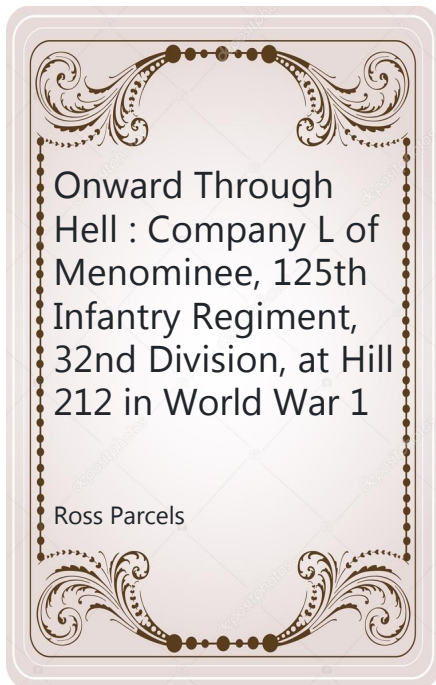 Onward Through
Hell : Company L of
Menominee, 125th
Infantry Regiment,
32nd Division, at Hill
212 in World War 1
Ross Parcels